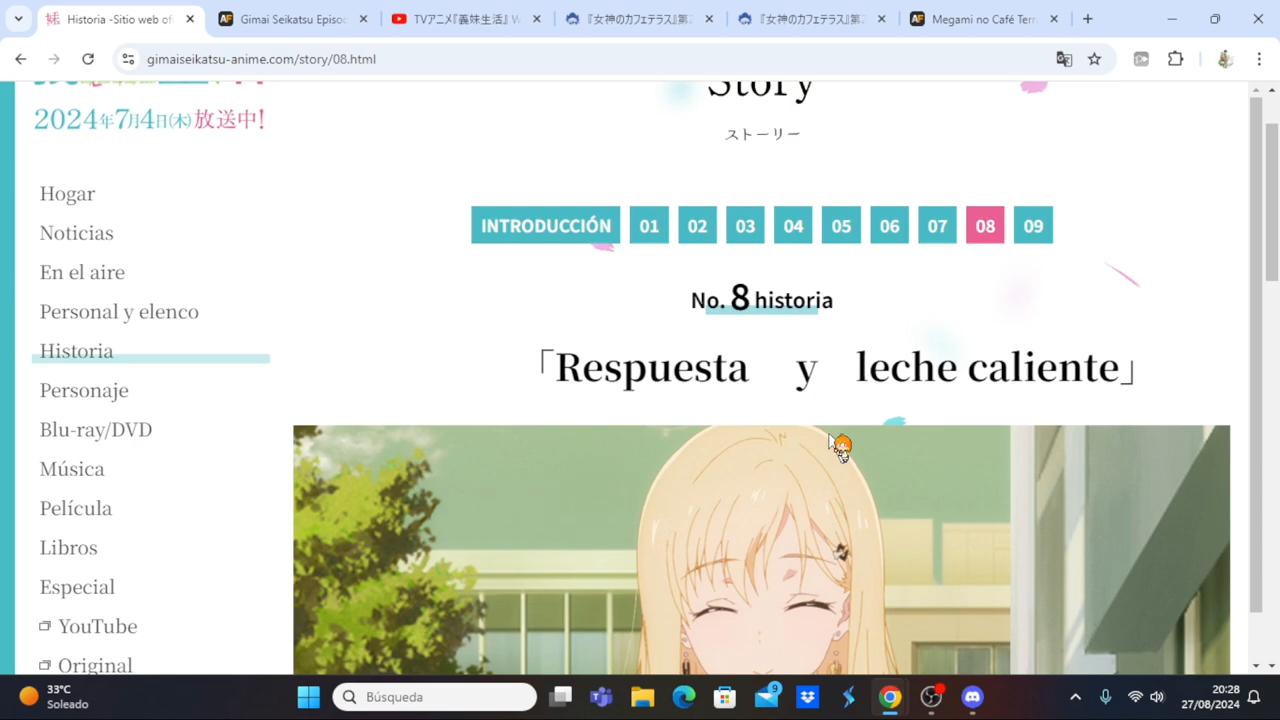 Historia -Sitio web of
Gimai Seikatsu Episo
TVアニメ『義妹生活』W
『女神のカフェテラス』第2
『女神のカフェテラス』第2
Megami no Café Terr
gimaiseikatsu-anime.com/story/08.html
2024年7月4日(木)放送中!
Story
ストーリー
Hogar
Noticias
En el aire
Personal y elenco
Historia
Personaje
Blu-ray/DVD
Música
Película
Libros
Especial
YouTube
Original
INTRODUCCIÓN 01 02 03 04 05 06 07 08 09
No. 8 historia
「Respuesta y leche caliente」
33°C
Soleado
Búsqueda
9
20:28
27/08/2024